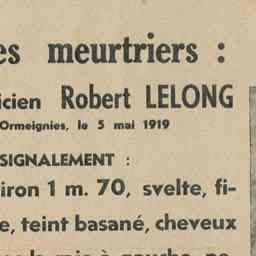 es meurtriers :
icien Robert LELONG
Ormeignies, le 5 mai 1919
SIGNALEMENT :
iron 1 m. 70, svelte, fi-
e, teint basané, cheveux